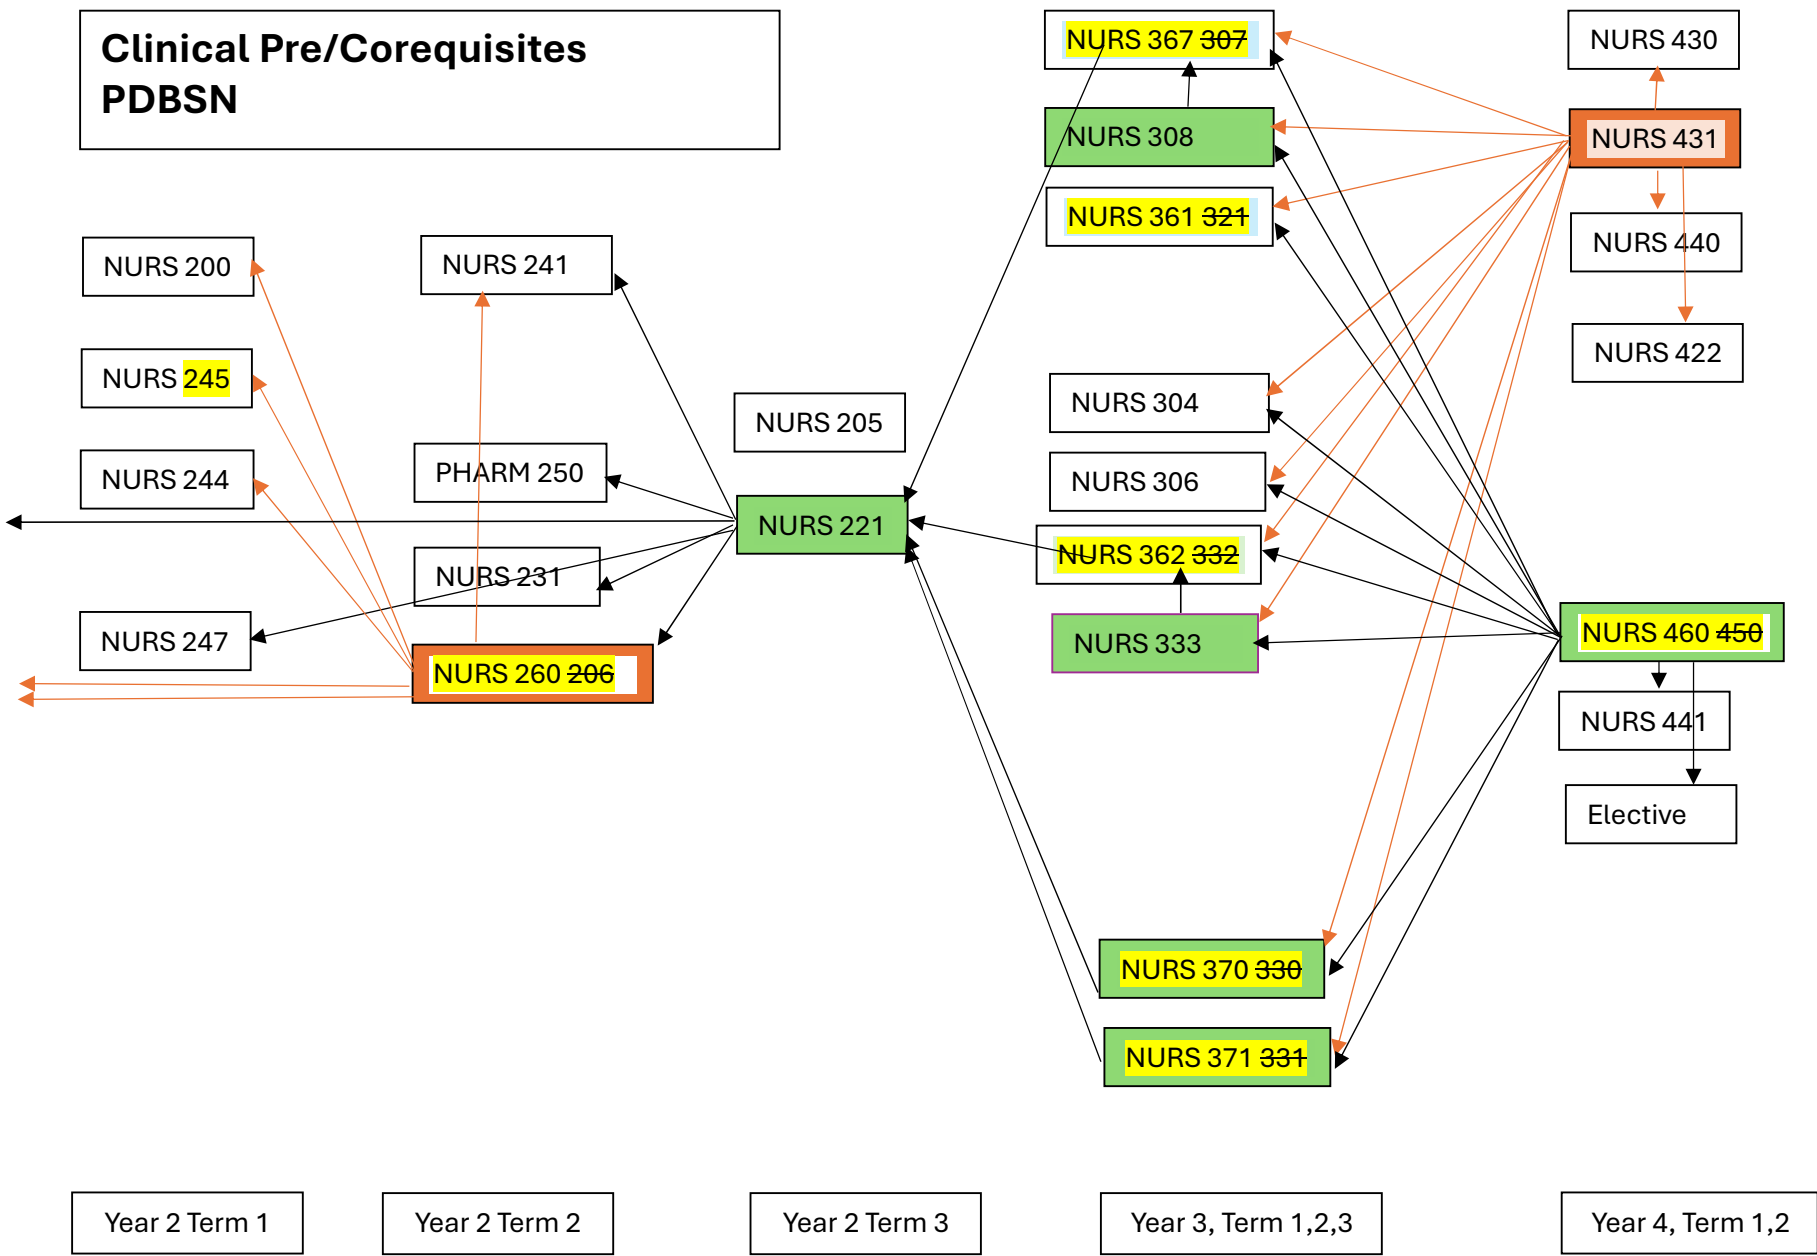 Clinical Pre/Corequisites
PDBSN
NURS 200
NURS 245
NURS 244
NURS 247
NURS 241
PHARM 250
NURS 231
NURS 260 206
NURS 205
NURS 221
NURS 367 307
NURS 308
NURS 361 321
NURS 304
NURS 306
NURS 362 332
NURS 333
NURS 370 330
NURS 371 331
NURS 430
NURS 431
NURS 440
NURS 422
NURS 460 450
NURS 441
Elective
Year 2 Term 1
Year 2 Term 2
Year 2 Term 3
Year 3, Term 1,2,3
Year 4, Term 1,2